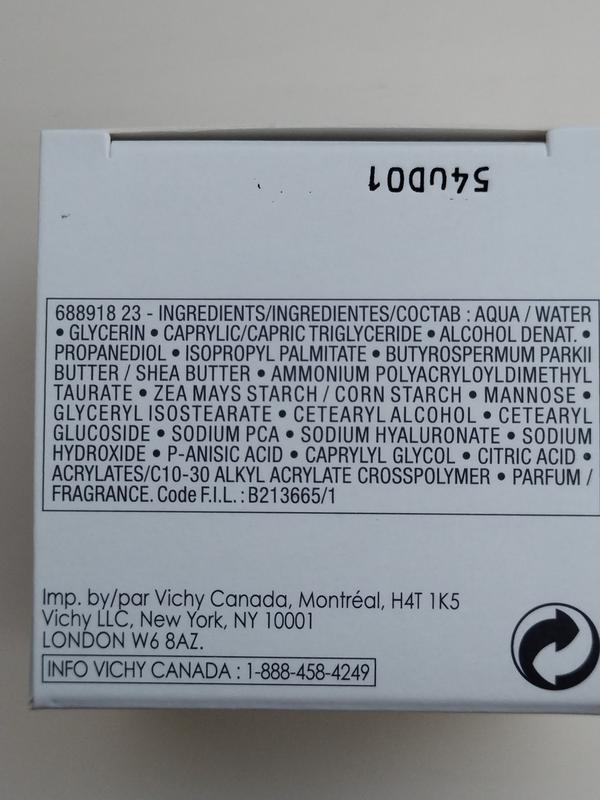 54UD01
688918 23 - INGREDIENTS/INGREDIENTES/COCTAB : AQUA / WATER
• GLYCERIN • CAPRYLIC/CAPRIC TRIGLYCERIDE • ALCOHOL DENAT. •
PROPANEDIOL • ISOPROPYL PALMITATE • BUTYROSPERMUM PARKII
BUTTER / SHEA BUTTER • AMMONIUM POLYACRYLOYLDIMETHYL
TAURATE • ZEA MAYS STARCH / CORN STARCH • MANNOSE •
GLYCERYL ISOSTEARATE • CETEARYL ALCOHOL • CETEARYL
GLUCOSIDE • SODIUM PCA • SODIUM HYALURONATE • SODIUM
HYDROXIDE • P-ANISIC ACID • CAPRYLYL GLYCOL • CITRIC ACID •
ACRYLATES/C10-30 ALKYL ACRYLATE CROSSPOLYMER • PARFUM /
FRAGRANCE. Code F.I.L. : B213665/1
Imp. by/par Vichy Canada, Montréal, H4T 1K5
Vichy LLC, New York, NY 10001
LONDON W6 8AZ.
INFO VICHY CANADA : 1-888-458-4249